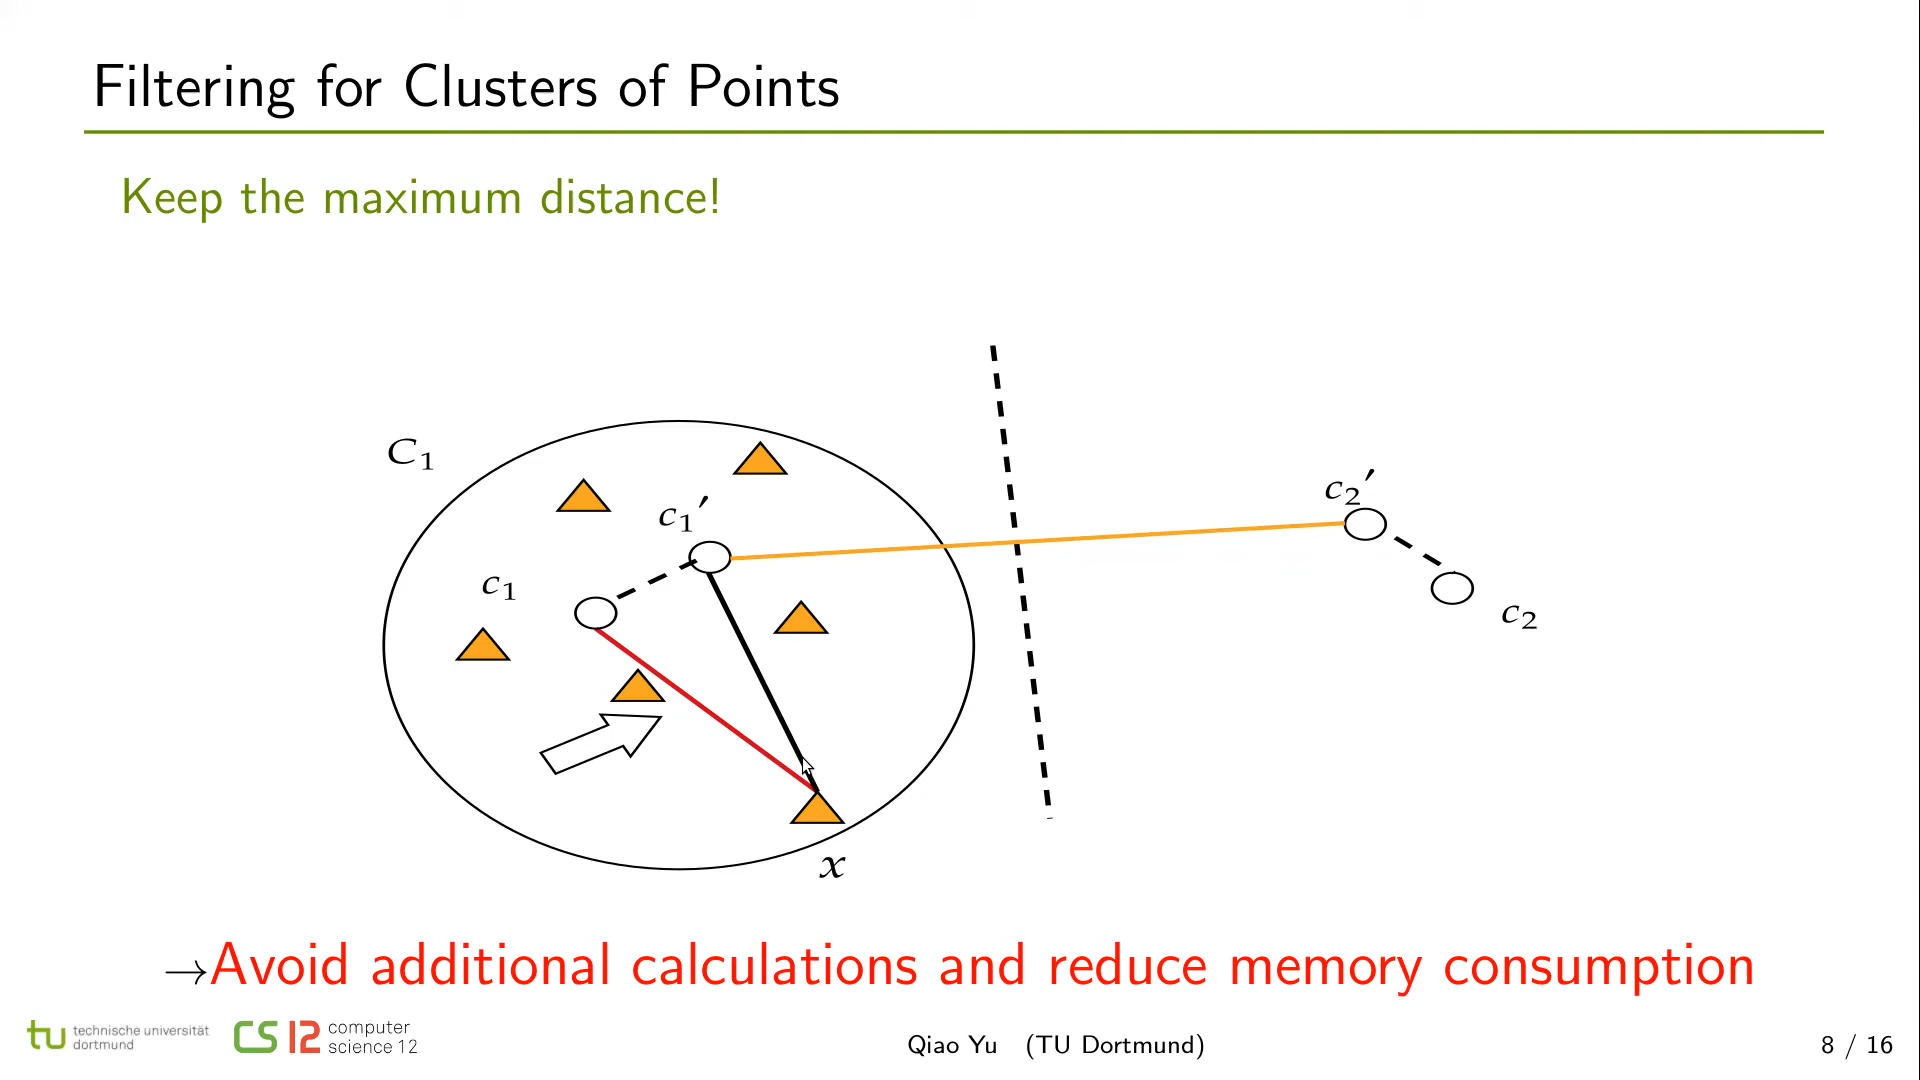 Filtering for Clusters of Points
Keep the maximum distance!
C₁
c₁′
c₂′
c₁
c₂
x
→Avoid additional calculations and reduce memory consumption
tu technische universität
dortmund
CS 12 computer
science 12
Qiao Yu (TU Dortmund)
8 / 16